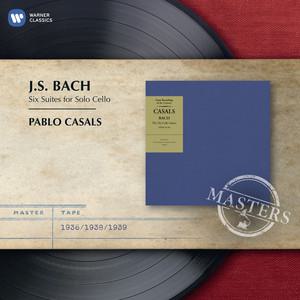 WARNER
CLASSICS
J.S. BACH
Six Suites for Solo Cello
PABLO CASALS
CASALS
BACH
MASTER
TAPE
1936/1938/1939
MASTERS